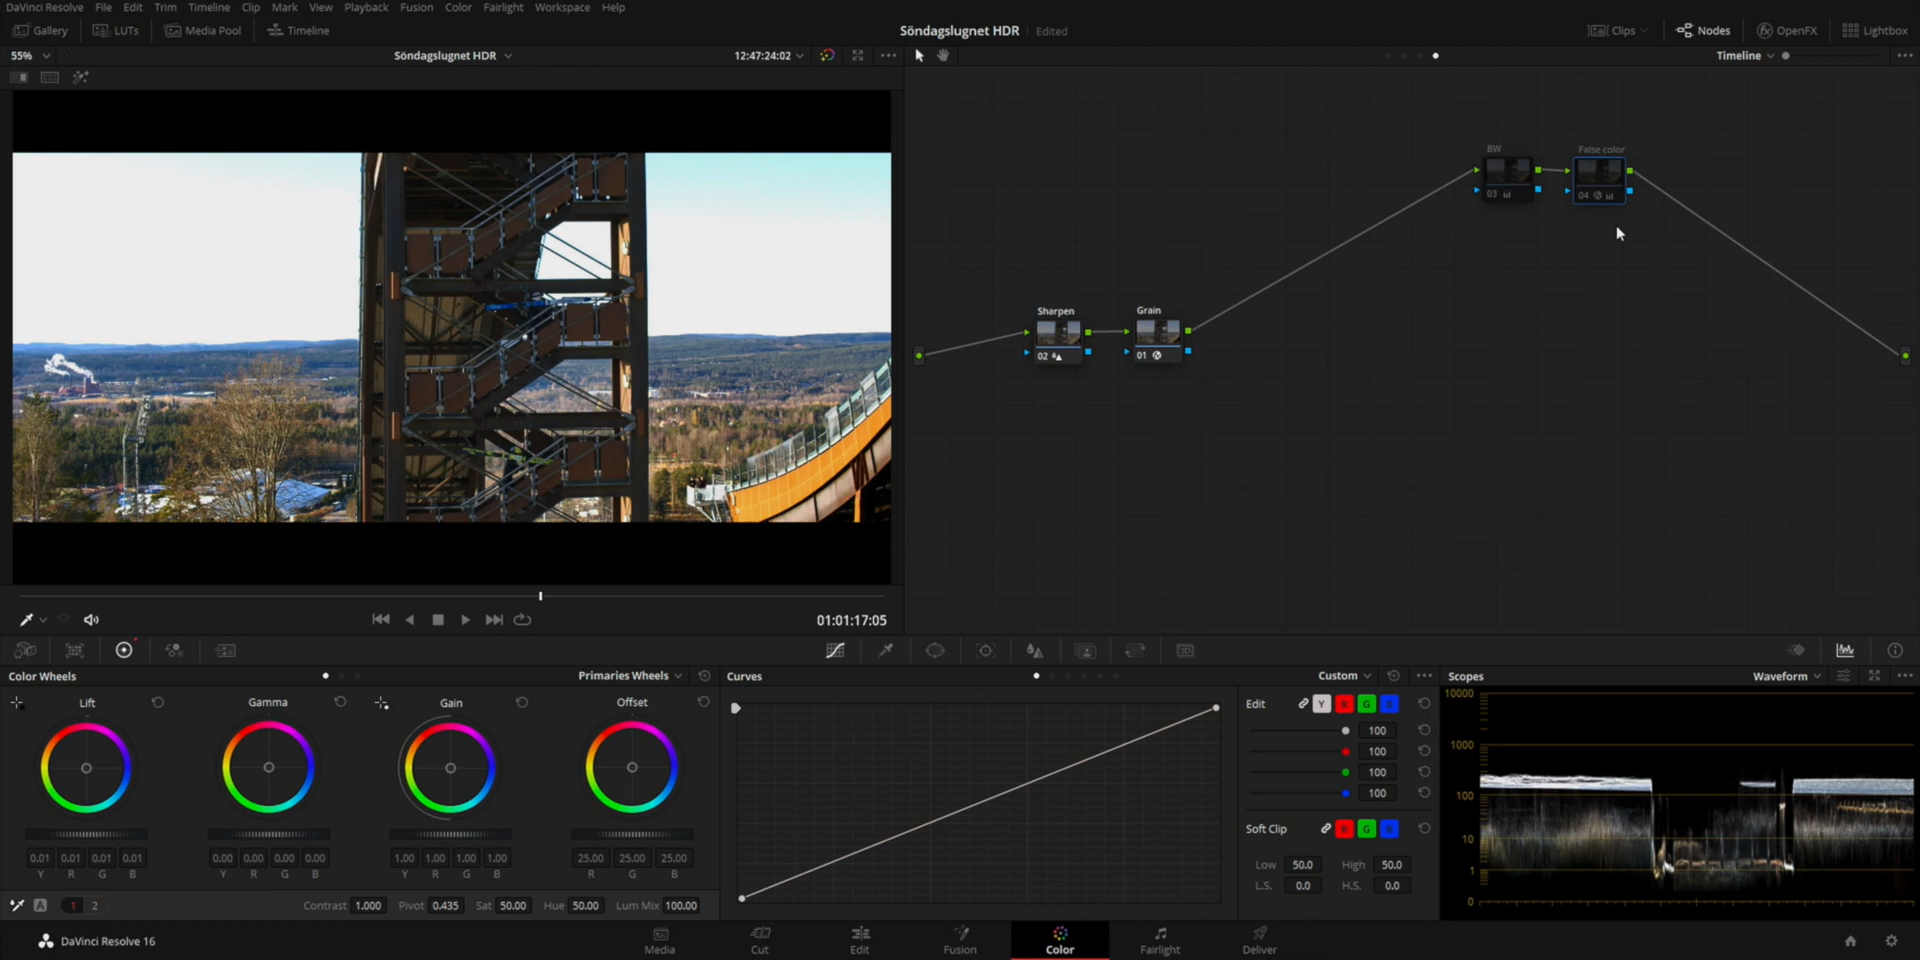 DaVinci Resolve File Edit Trim Timeline Clip Mark View Playback Fusion Color Fairlight Workspace Help
Gallery LUTs Media Pool Timeline Söndagslugnet HDR Edited Clips Nodes OpenFX Lightbox
55% Söndagslugnet HDR 12:47:24:02 Timeline
BW False color
03 04
Sharpen Grain
02 01
01:01:17:05
Color Wheels Primaries Wheels Curves Custom Scopes Waveform
Lift Gamma Gain Offset
Edit Y R G B
100
100
100
100
Soft Clip R G B
Low 50.0 High 50.0
L.S. 0.0 H.S. 0.0
10000
1000
100
10
1
0
0.01 0.01 0.01 0.01 0.00 0.00 0.00 0.00 1.00 1.00 1.00 1.00 25.00 25.00 25.00
Y R G B Y R G B Y R G B R G B
A 1 2 Contrast 1.000 Pivot 0.435 Sat 50.00 Hue 50.00 Lum Mix 100.00
DaVinci Resolve 16 Media Cut Edit Fusion Color Fairlight Deliver